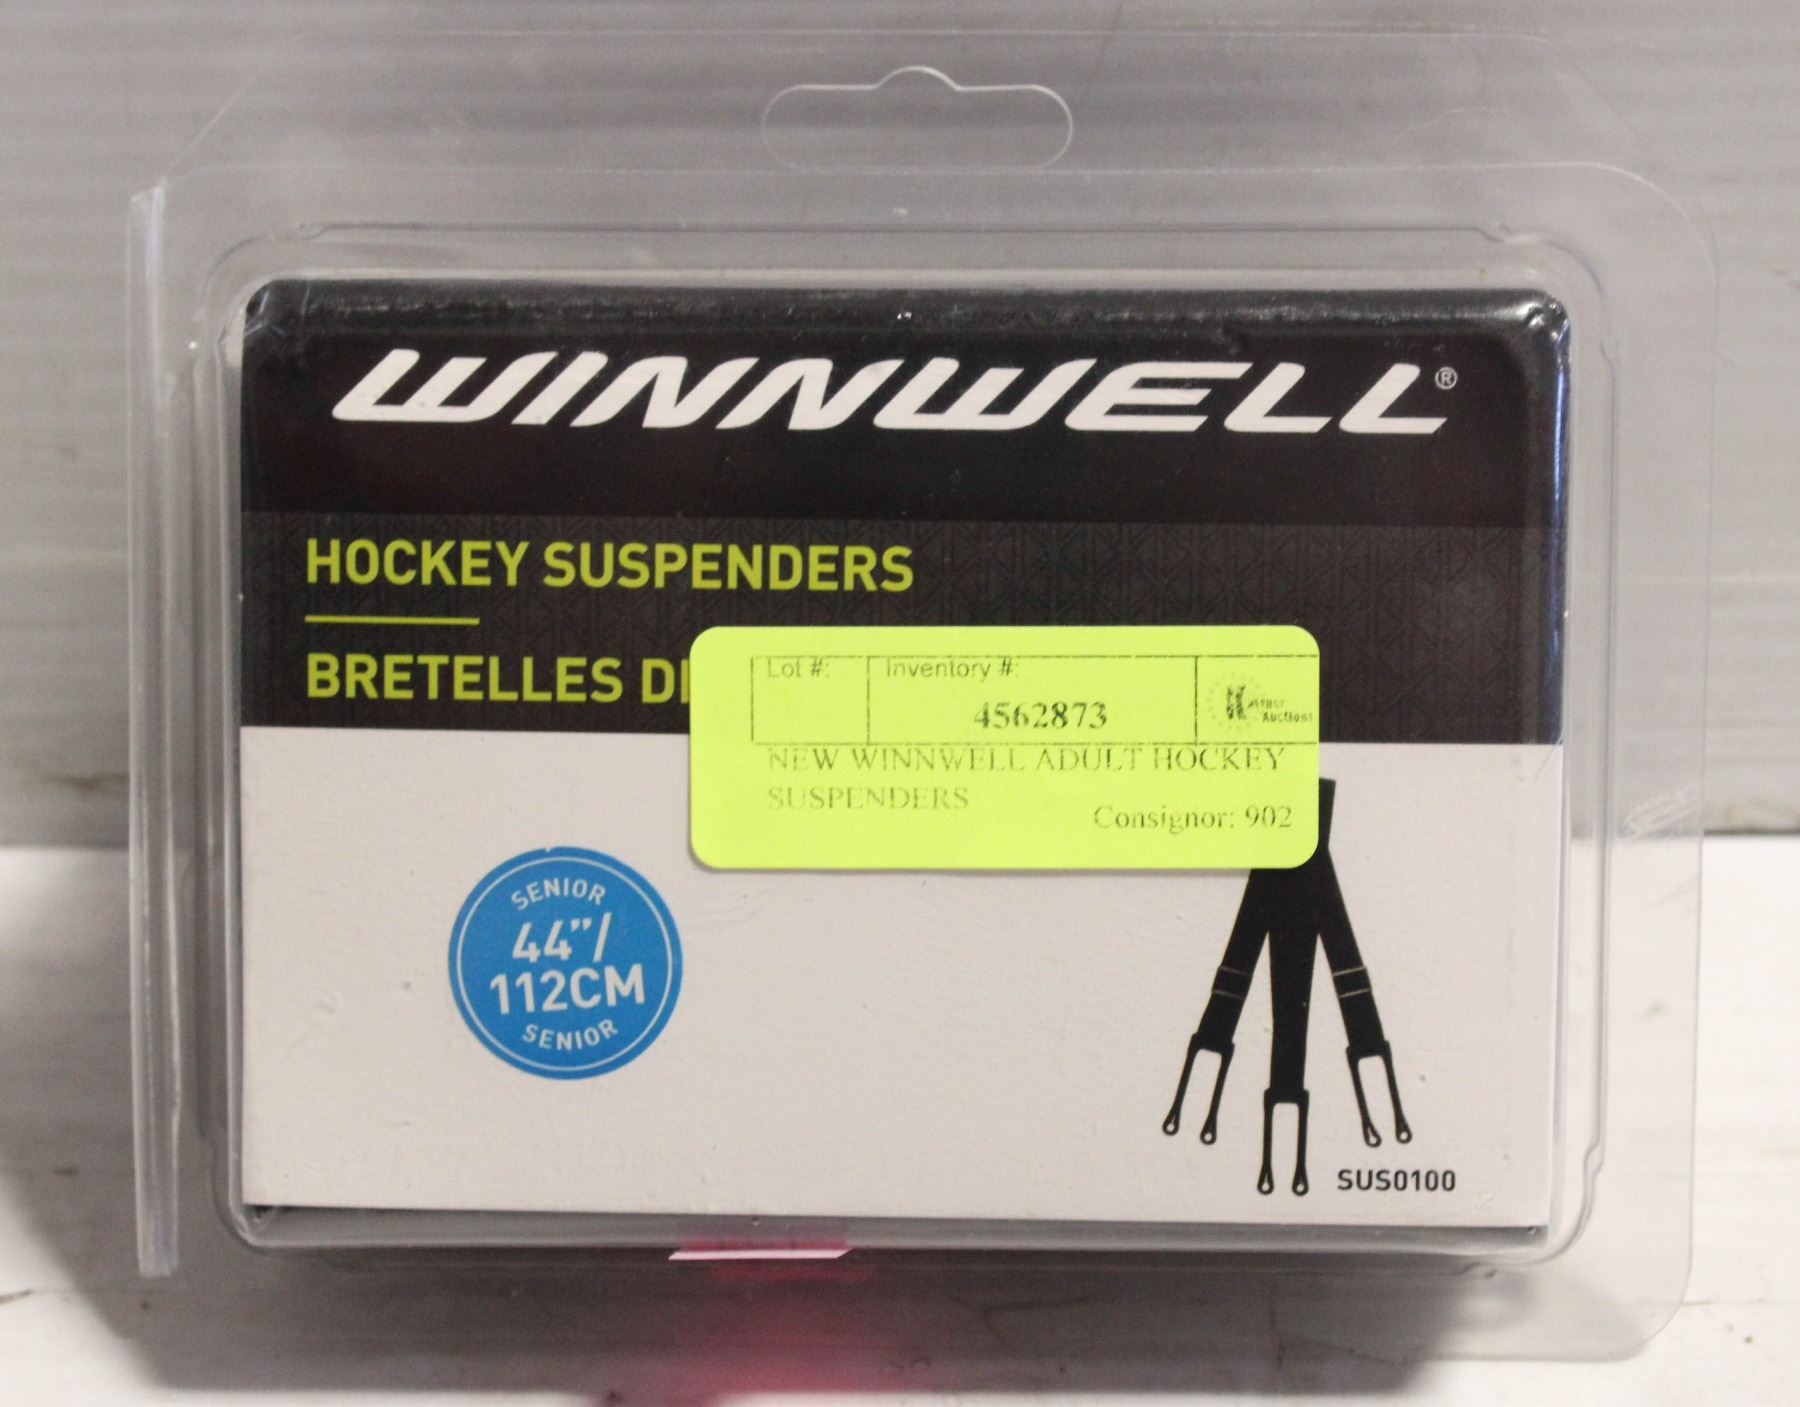 WINNWELL®
HOCKEY SUSPENDERS
BRETELLES
Lot #: Inventory #:
4562873
Auctions
NEW WINNWELL ADULT HOCKEY
SUSPENDERS
Consignor: 902
SENIOR
44"/
112CM
SENIOR
SUS0100